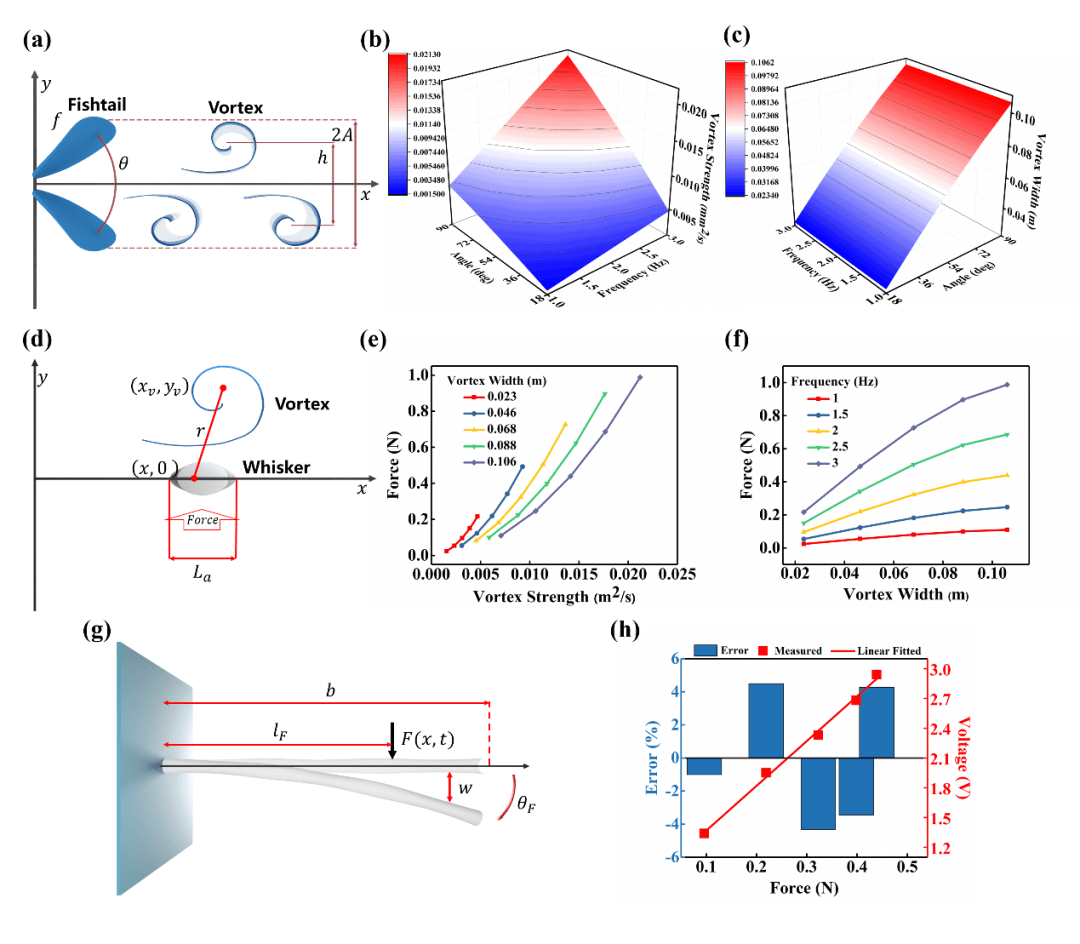 (a)
y
Fishtail
f
Vortex
θ
2A
h
x
(b)
0.02130
0.01932
0.01734
0.01536
0.01338
0.01140
0.009420
0.007440
0.005460
0.003480
0.001500
0.020
0.015
0.010
0.005
Vortex Strength (mm²/s)
90
72
54
36
18
Angle (deg)
1.0
1.5
2.0
2.5
3.0
Frequency (Hz)
(c)
0.1062
0.09792
0.08964
0.08136
0.07308
0.06480
0.05652
0.04824
0.03996
0.03168
0.02340
0.10
0.08
0.06
0.04
Vortex Width (m)
3.0
2.5
2.0
1.5
1.0
Frequency (Hz)
18
36
54
72
90
Angle (deg)
(d)
y
(xᵥ, yᵥ)
Vortex
r
(x, 0)
Whisker
x
Force
Lₐ
(e)
Force (N)
1.0
0.8
0.6
0.4
0.2
0.0
Vortex Width (m)
0.023
0.046
0.068
0.088
0.106
0.000 0.005 0.010 0.015 0.020 0.025
Vortex Strength (m²/s)
(f)
Force (N)
1.0
0.8
0.6
0.4
0.2
0.0
Frequency (Hz)
1
1.5
2
2.5
3
0.02 0.04 0.06 0.08 0.10
Vortex Width (m)
(g)
b
l_F
F(x, t)
w
θ_F
(h)
Error Measured Linear Fitted
Error (%)
6
4
2
0
-2
-4
-6
3.0
2.7
2.4
2.1
1.8
1.5
1.2
Voltage (V)
0.1 0.2 0.3 0.4 0.5
Force (N)